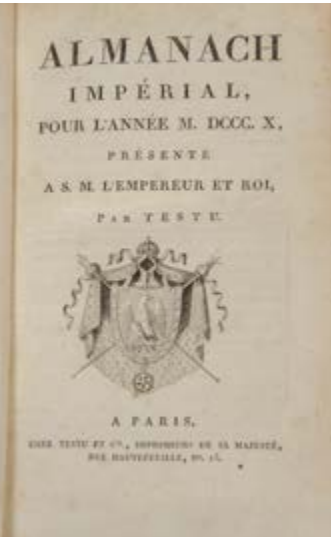 ALMANACH
IMPÉRIAL,
POUR L'ANNÉE M. DCCC. X,
PRÉSENTÉ
A S. M. L'EMPEREUR ET ROI,
PAR TESTU.
A PARIS,
CHEZ TESTU ET Cie., IMPRIMEURS DE SA MAJESTÉ,
RUE HAUTEFEUILLE, No.